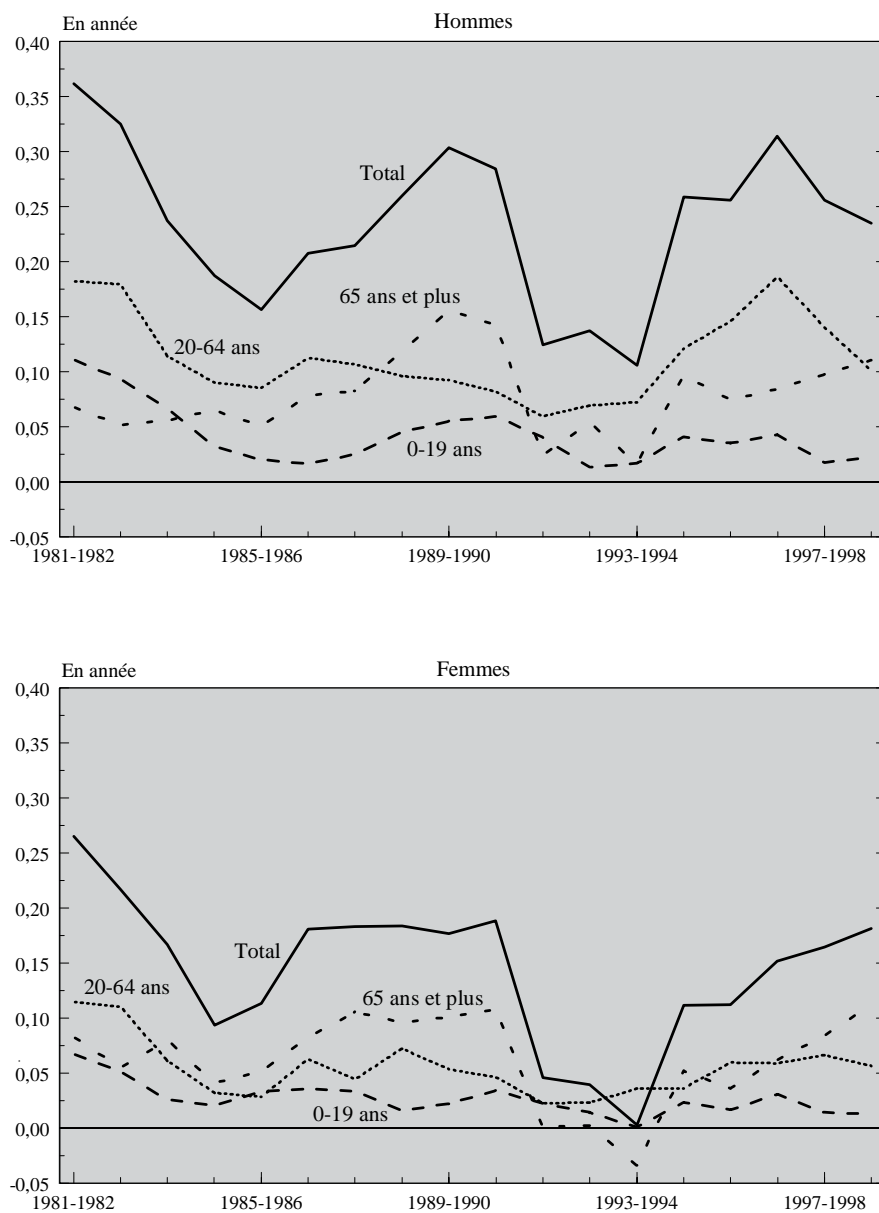 En année Hommes
0,40
0,35
0,30
Total
0,25
0,20
65 ans et plus
0,15
20-64 ans
0,10
0,05
0-19 ans
0,00
-0,05
1981-1982 1985-1986 1989-1990 1993-1994 1997-1998
En année Femmes
0,40
0,35
0,30
0,25
0,20
Total
0,15
20-64 ans
65 ans et plus
0,10
0,05
0-19 ans
0,00
-0,05
1981-1982 1985-1986 1989-1990 1993-1994 1997-1998